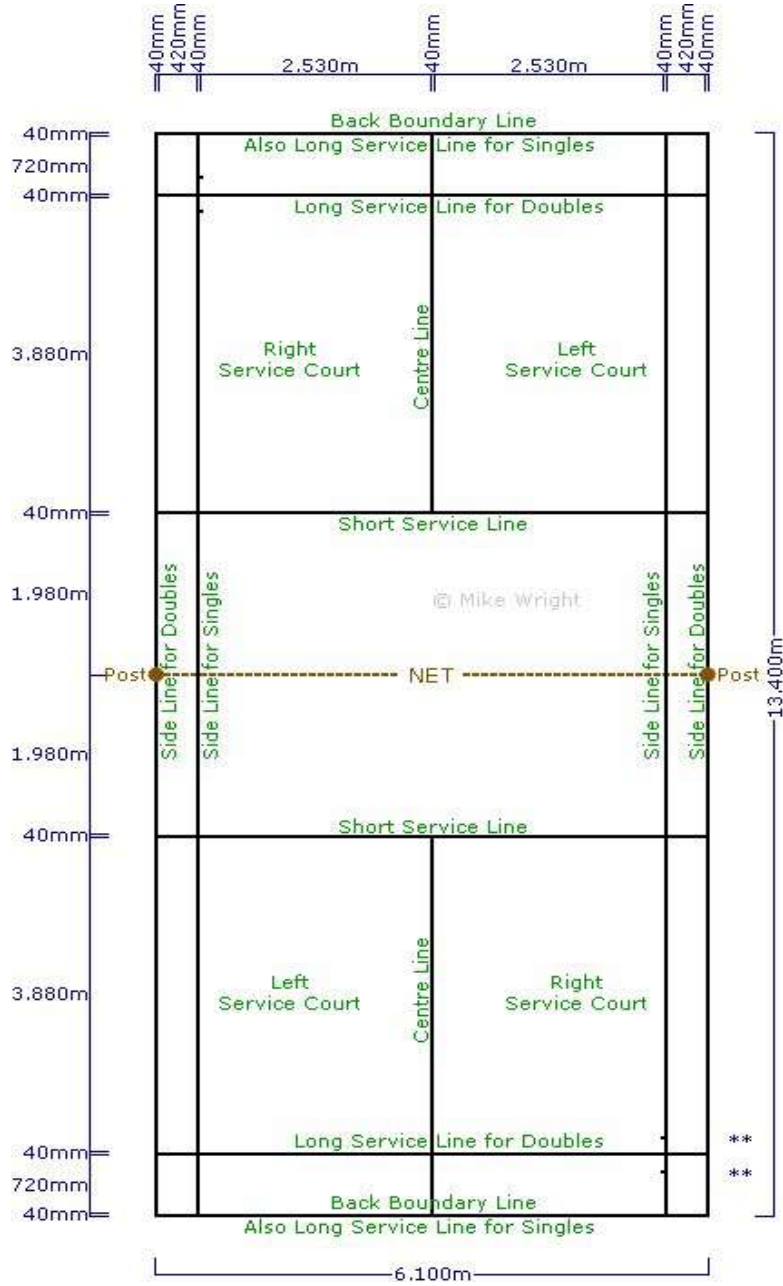 40mm
420mm
40mm
2.530m
40mm
2.530m
40mm
420mm
40mm
Back Boundary Line
40mm
Also Long Service Line for Singles
720mm
40mm
Long Service Line for Doubles
3.880m
Right
Service Court
Centre Line
Left
Service Court
40mm
Short Service Line
1.980m
© Mike Wright
Side Line for Doubles
Side Line for Singles
Side Line for Singles
Side Line for Doubles
Post
NET
Post
13.400m
1.980m
40mm
Short Service Line
3.880m
Left
Service Court
Centre Line
Right
Service Court
Long Service Line for Doubles
**
40mm
720mm
**
Back Boundary Line
40mm
Also Long Service Line for Singles
6.100m